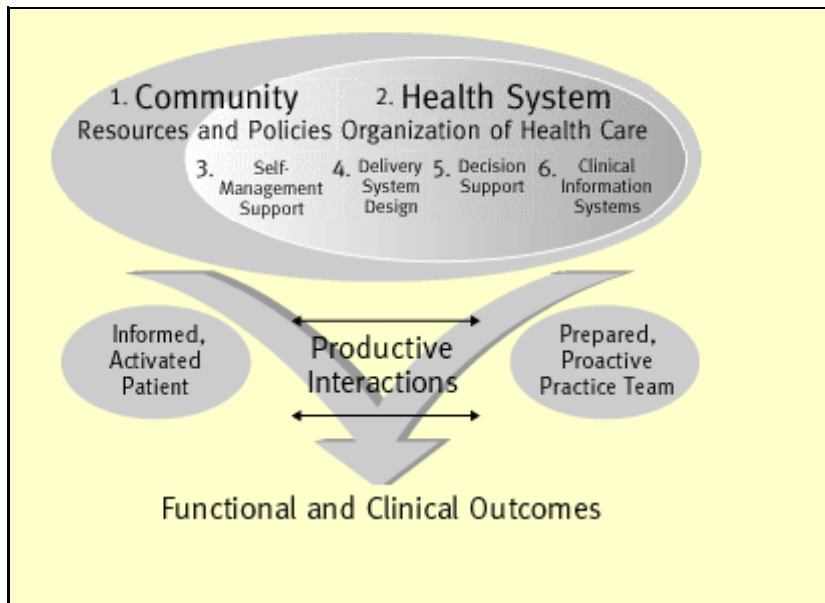 1. Community 2. Health System
Resources and Policies Organization of Health Care
3. Self-
Management
Support
4. Delivery
System
Design
5. Decision
Support
6. Clinical
Information
Systems
Informed,
Activated
Patient
Productive
Interactions
Prepared,
Proactive
Practice Team
Functional and Clinical Outcomes